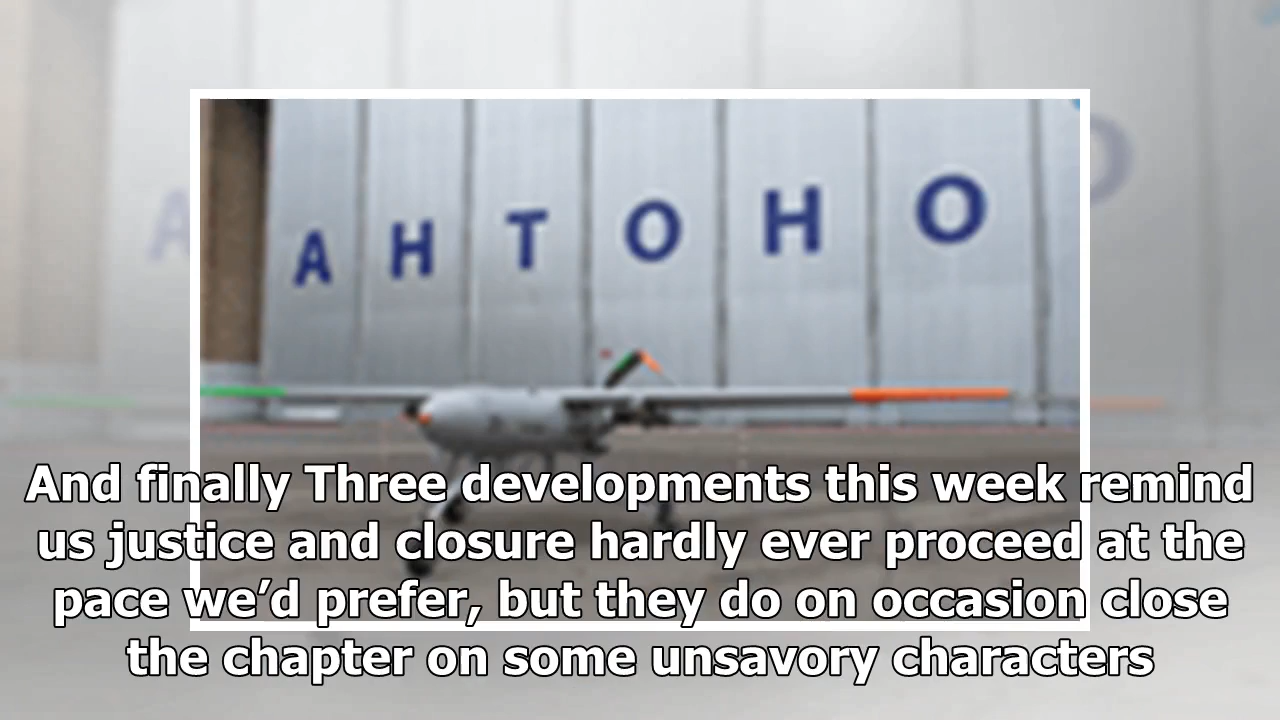 АНТОНО
And finally Three developments this week remind
us justice and closure hardly ever proceed at the
pace we’d prefer, but they do on occasion close
the chapter on some unsavory characters